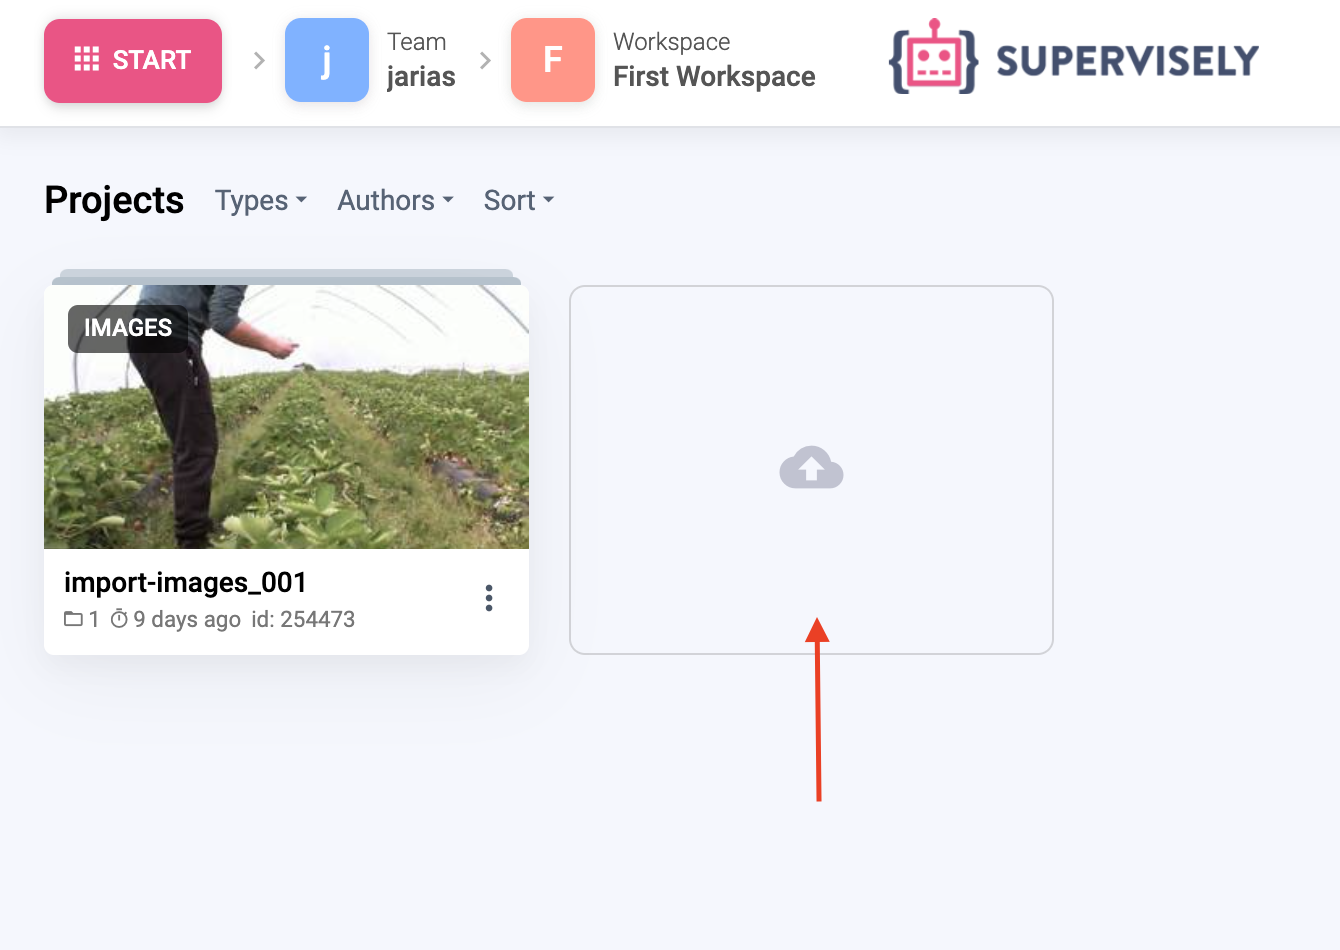 START
j
Team
jarias
F
Workspace
First Workspace
SUPERVISELY
Projects Types Authors Sort
IMAGES
import-images_001
1 9 days ago id: 254473